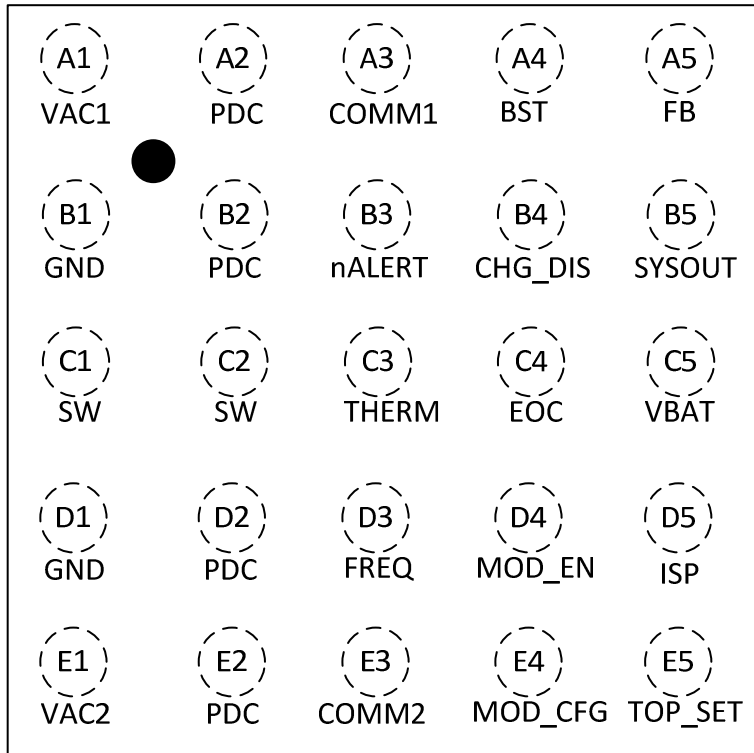 A1 A2 A3 A4 A5
VAC1 PDC COMM1 BST FB
B1 B2 B3 B4 B5
GND PDC nALERT CHG_DIS SYSOUT
C1 C2 C3 C4 C5
SW SW THERM EOC VBAT
D1 D2 D3 D4 D5
GND PDC FREQ MOD_EN ISP
E1 E2 E3 E4 E5
VAC2 PDC COMM2 MOD_CFG TOP_SET